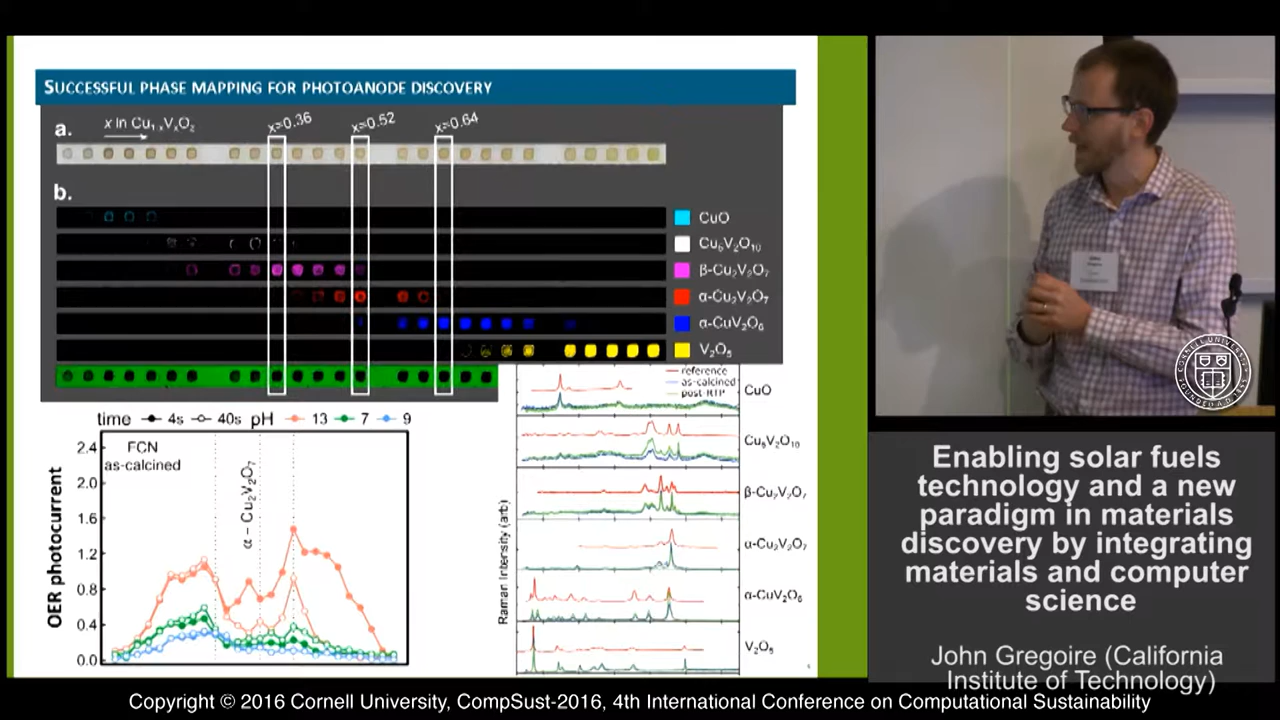 SUCCESSFUL PHASE MAPPING FOR PHOTOANODE DISCOVERY
a.
x in Cu₁₋ₓVₓO₂
x=0.36
x=0.52
x=0.64
b.
CuO
Cu₅V₂O₁₀
β-Cu₂V₂O₇
α-Cu₂V₂O₇
α-CuV₂O₆
V₂O₅
time 4s 40s pH 13 7 9
FCN
as-calcined
α – Cu₂V₂O₇
OER photocurrent
2.4
2.0
1.6
1.2
0.8
0.4
0.0
reference
as-calcined
post-RTP
Raman Intensity (arb)
CuO
Cu₅V₂O₁₀
β-Cu₂V₂O₇
α-Cu₂V₂O₇
α-CuV₂O₆
V₂O₅
Enabling solar fuels
technology and a new
paradigm in materials
discovery by integrating
materials and computer
science
John Gregoire (California
Institute of Technology)
Copyright © 2016 Cornell University, CompSust-2016, 4th International Conference on Computational Sustainability